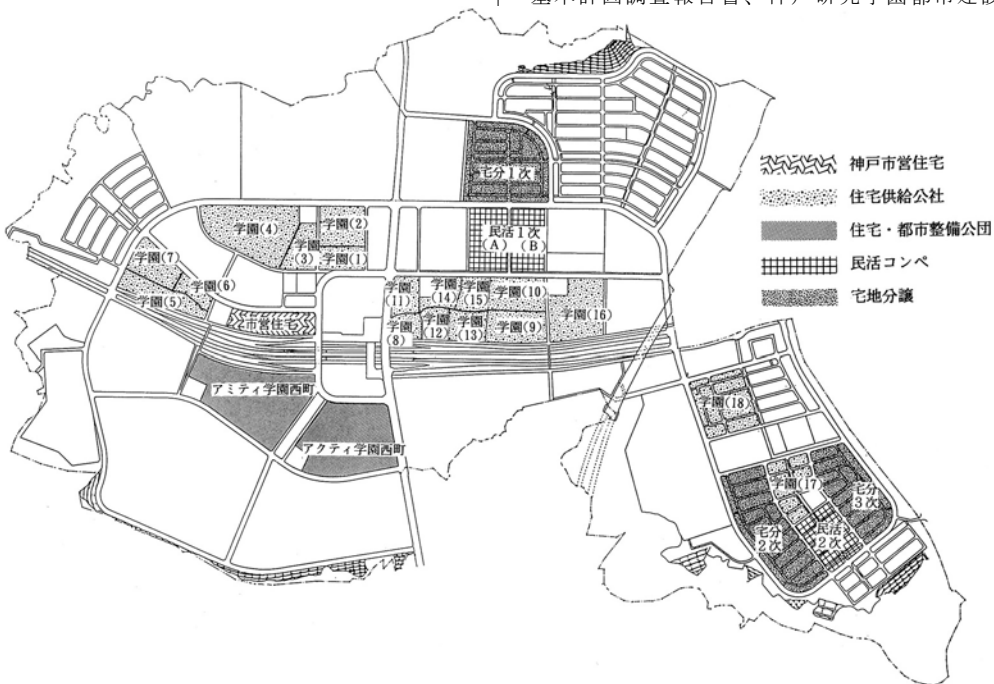 基本計画調査報告書、神戸研究学園都市建設
神戸市営住宅
住宅供給公社
住宅・都市整備公団
民活コンペ
宅地分譲
宅分1次
民活1次
(A) (B)
学園(4)
学園
(3)
学園(2)
学園(1)
学園(7)
学園(6)
学園(5)
市営住宅
学園
(11)
学園
(14)
学園
(15)
学園(10)
学園
(8)
学園
(12)
学園
(13)
学園(9)
学園(16)
アミティ学園西町
アクティ学園西町
学園(18)
学園(17)
宅分
3次
民活
2次
宅分
2次